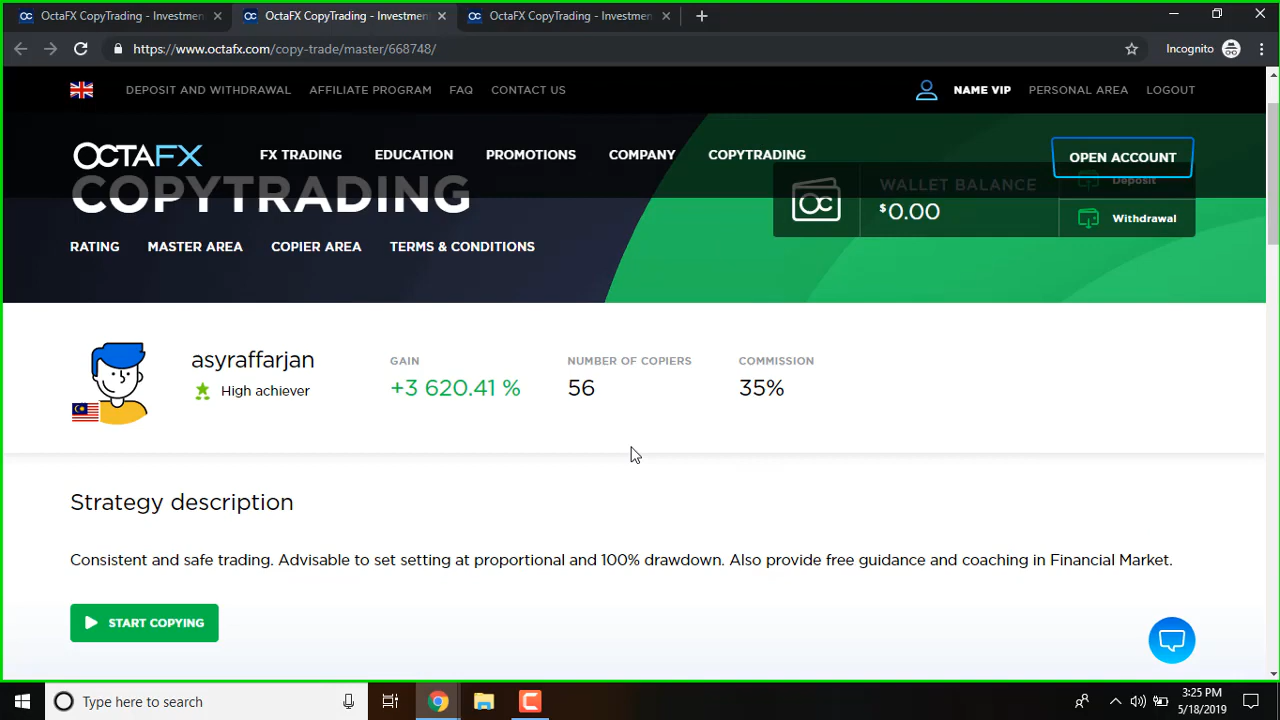 OctaFX CopyTrading - Investmen
OctaFX CopyTrading - Investment
OctaFX CopyTrading - Investmen
https://www.octafx.com/copy-trade/master/668748/
Incognito
DEPOSIT AND WITHDRAWAL AFFILIATE PROGRAM FAQ CONTACT US
NAME VIP PERSONAL AREA LOGOUT
OCTAFX
FX TRADING EDUCATION PROMOTIONS COMPANY COPYTRADING
OPEN ACCOUNT
COPYTRADING
WALLET BALANCE
Deposit
$0.00
Withdrawal
RATING MASTER AREA COPIER AREA TERMS & CONDITIONS
asyraffarjan
High achiever
GAIN
+3 620.41 %
NUMBER OF COPIERS
56
COMMISSION
35%
Strategy description
Consistent and safe trading. Advisable to set setting at proportional and 100% drawdown. Also provide free guidance and coaching in Financial Market.
START COPYING
Type here to search
3:25 PM
5/18/2019